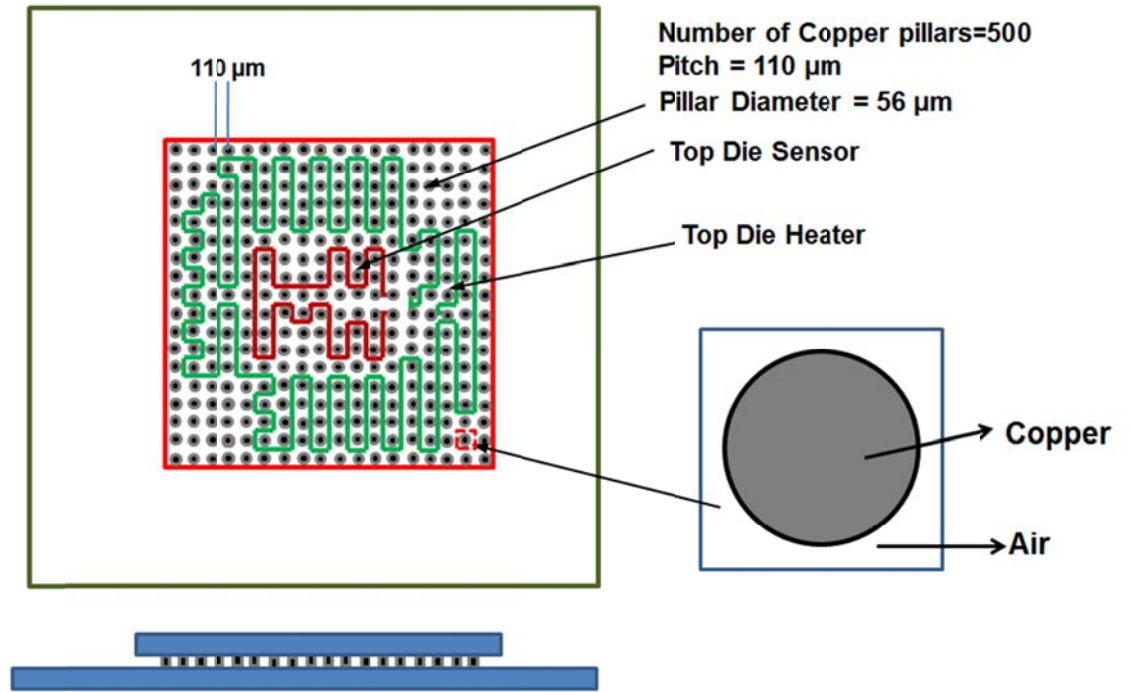 Number of Copper pillars=500
Pitch = 110 µm
Pillar Diameter = 56 µm
110 µm
Top Die Sensor
Top Die Heater
Copper
Air